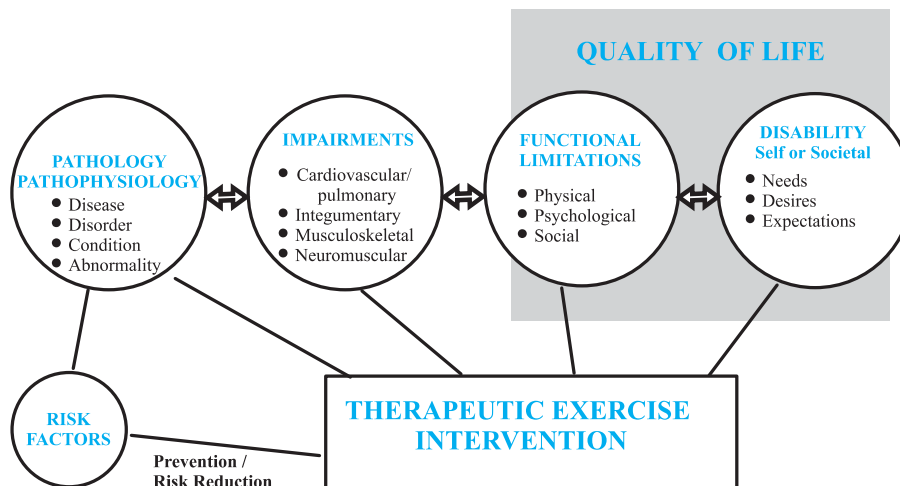 QUALITY OF LIFE
PATHOLOGY
PATHOPHYSIOLOGY
● Disease
● Disorder
● Condition
● Abnormality
IMPAIRMENTS
● Cardiovascular/
pulmonary
● Integumentary
● Musculoskeletal
● Neuromuscular
FUNCTIONAL
LIMITATIONS
● Physical
● Psychological
● Social
DISABILITY
Self or Societal
● Needs
● Desires
● Expectations
RISK
FACTORS
Prevention /
Risk Reduction
THERAPEUTIC EXERCISE
INTERVENTION